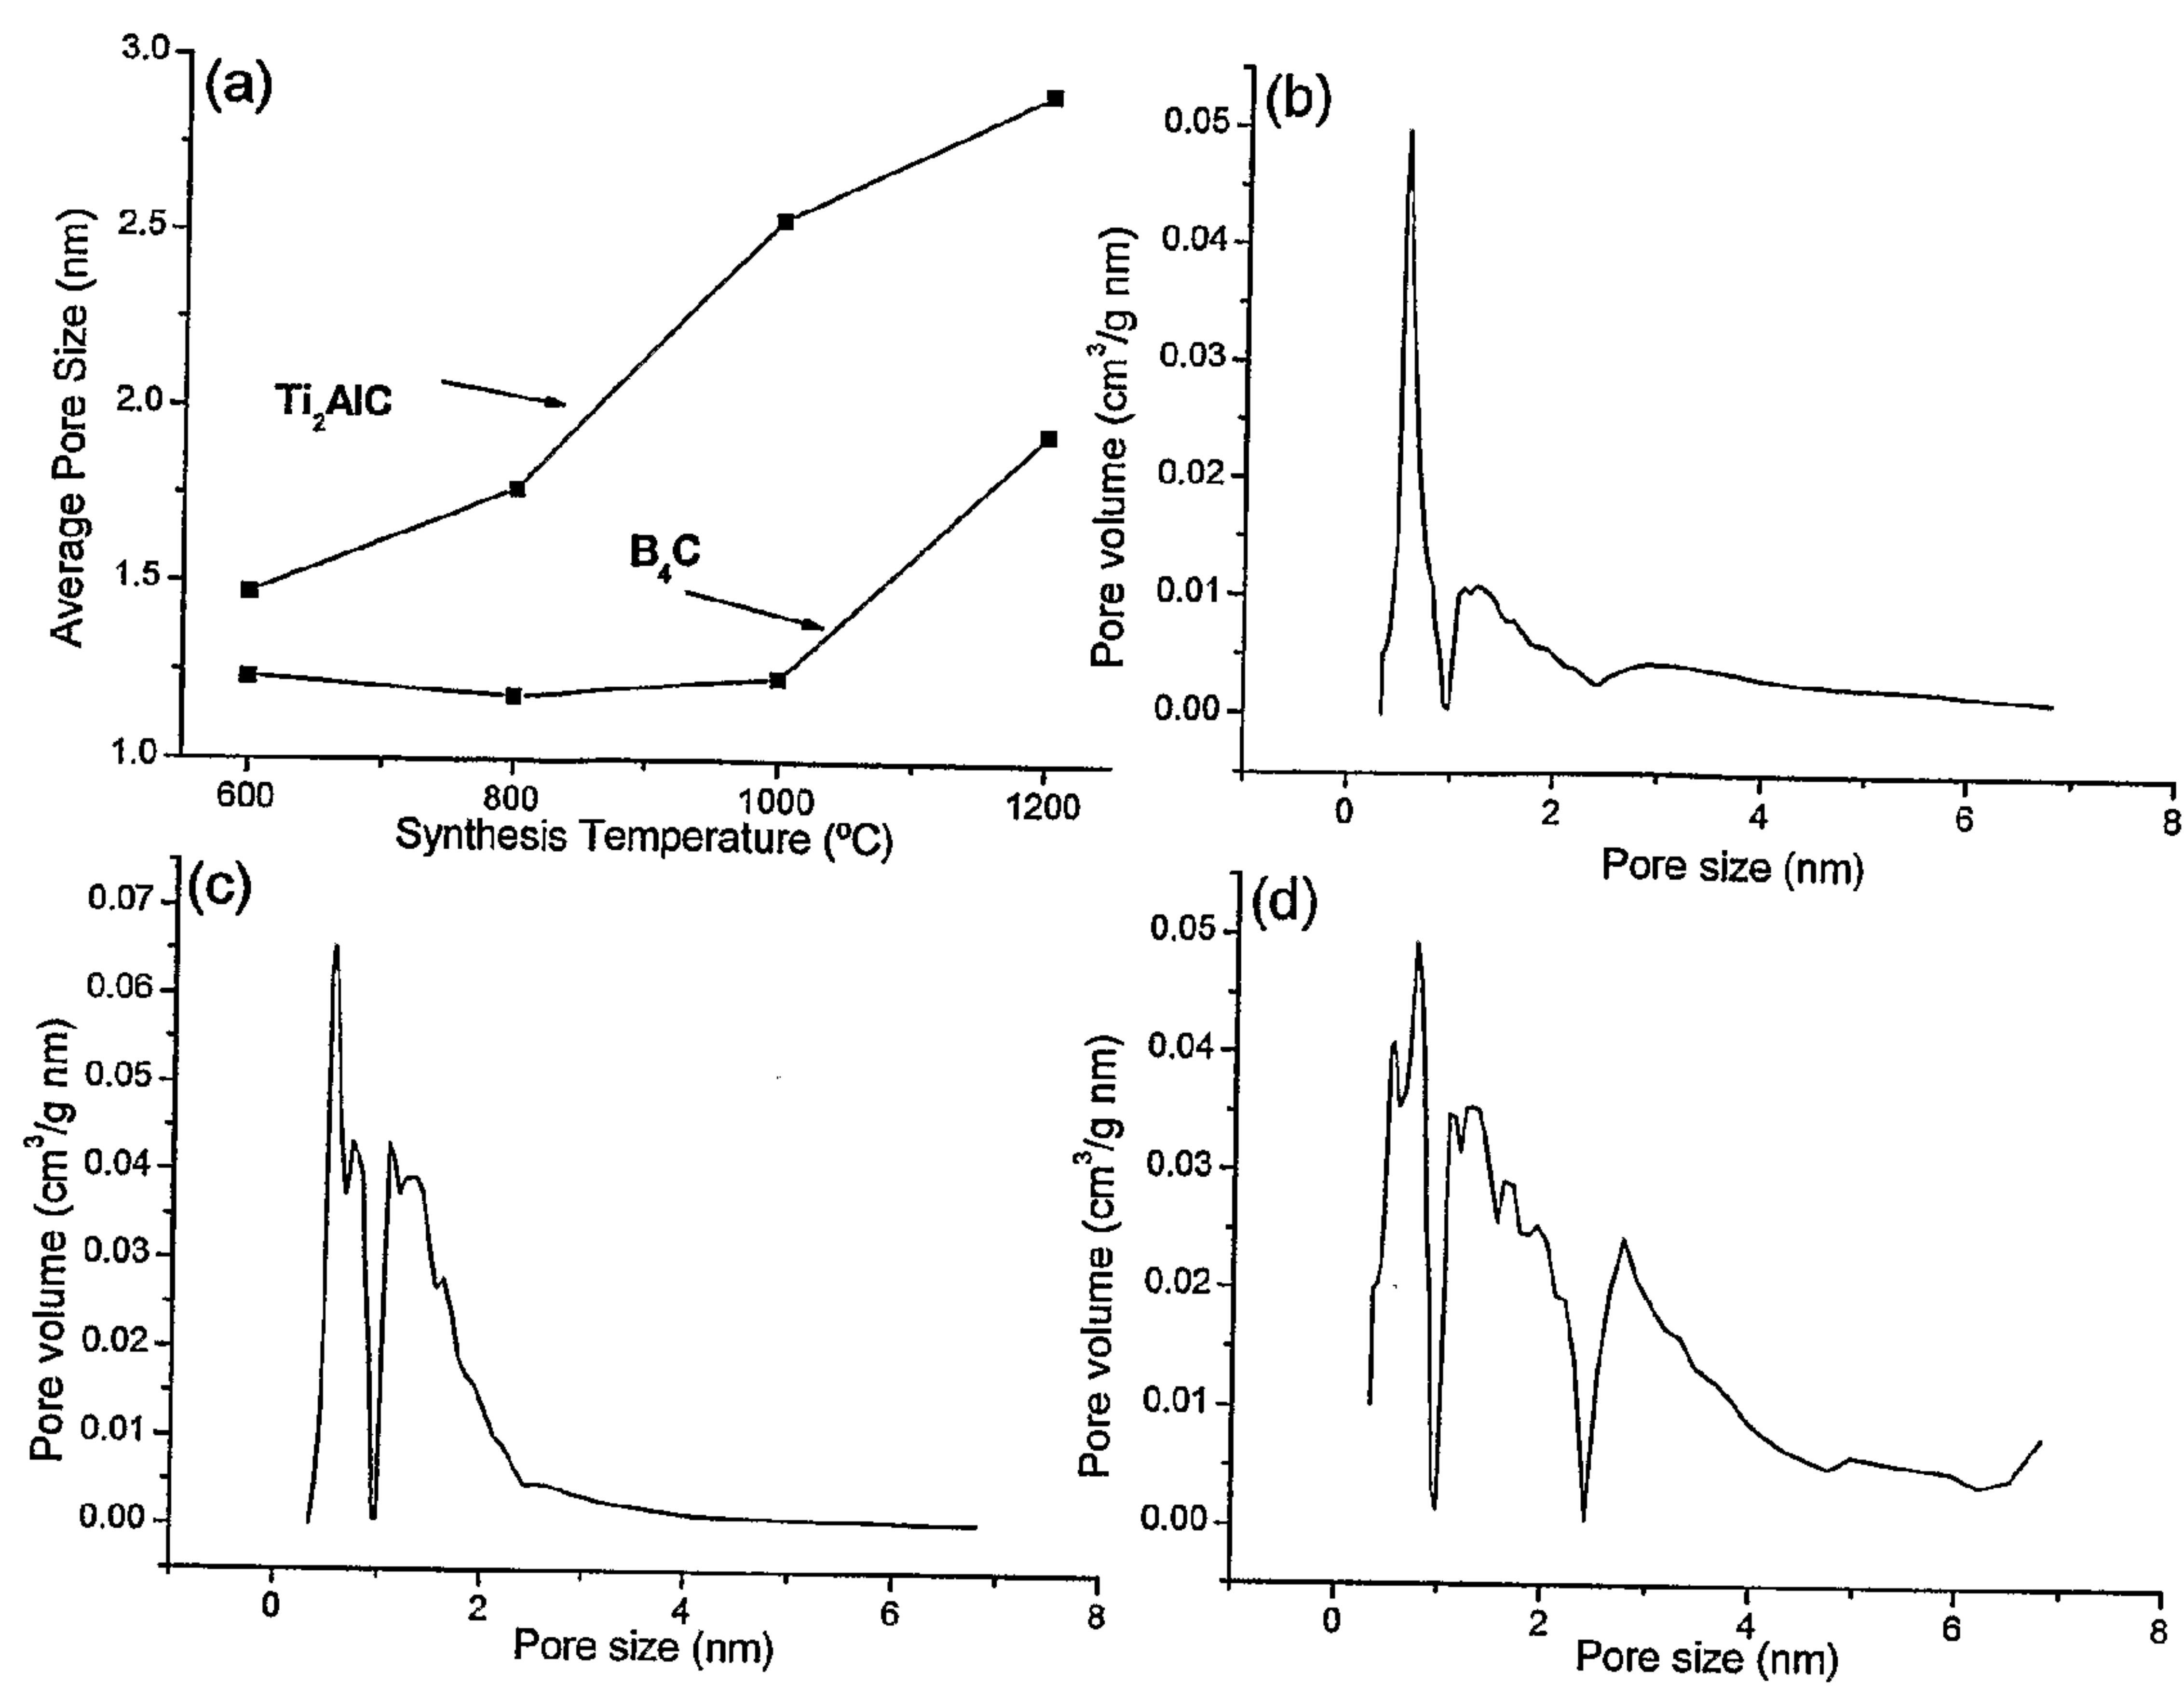 (a)
3.0
2.5
2.0
1.5
1.0
Average Pore Size (nm)
Ti2AlC
B4C
600 800 1000 1200
Synthesis Temperature (ºC)
(b)
0.05
0.04
0.03
0.02
0.01
0.00
Pore volume (cm³/g nm)
0 2 4 6 8
Pore size (nm)
(c)
0.07
0.06
0.05
0.04
0.03
0.02
0.01
0.00
Pore volume (cm³/g nm)
0 2 4 6 8
Pore size (nm)
(d)
0.05
0.04
0.03
0.02
0.01
0.00
Pore volume (cm³/g nm)
0 2 4 6 8
Pore size (nm)